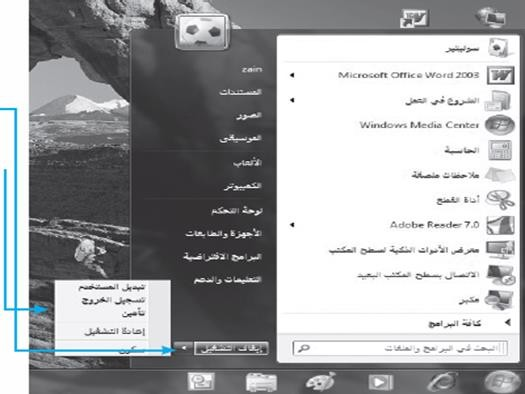 سوليتير
Microsoft Office Word 2003
الشروع في العمل
Windows Media Center
الحاسبة
ملاحظات ملصقة
أداة القطع
Adobe Reader 7.0
معرض الأدوات الذكية لسطح المكتب
الاتصال بسطح المكتب البعيد
مكبر
كافة البرامج
البحث في البرامج والملفات
zain
المستندات
الصور
الموسيقى
الألعاب
الكمبيوتر
لوحة التحكم
الأجهزة والطابعات
البرامج الافتراضية
التعليمات والدعم
إيقاف التشغيل
تبديل المستخدم
تسجيل الخروج
تأمين
إعادة التشغيل
سكون